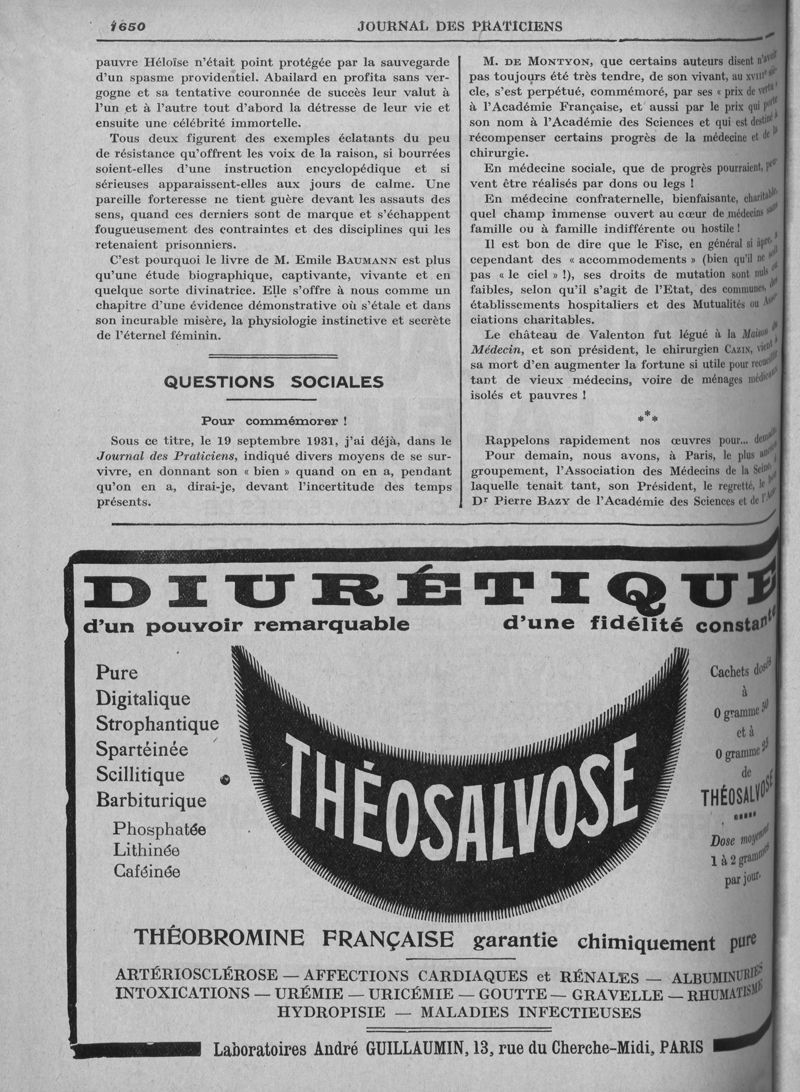 1650 JOURNAL DES PRATICIENS
pauvre Héloïse n'était point protégée par la sauvegarde
d'un spasme providentiel. Abailard en profita sans ver-
gogne et sa tentative couronnée de succès leur valut à
l'un et à l'autre tout d'abord la détresse de leur vie et
ensuite une célébrité immortelle.
Tous deux figurent des exemples éclatants du peu
de résistance qu'offrent les voix de la raison, si bourrées
soient-elles d'une instruction encyclopédique et si
sérieuses apparaissent-elles aux jours de calme. Une
pareille forteresse ne tient guère devant les assauts des
sens, quand ces derniers sont de marque et s'échappent
fougueusement des contraintes et des disciplines qui les
retenaient prisonniers.
C'est pourquoi le livre de M. Emile BAUMANN est plus
qu'une étude biographique, captivante, vivante et en
quelque sorte divinatrice. Elle s'offre à nous comme un
chapitre d'une évidence démonstrative où s'étale et dans
son incurable misère, la physiologie instinctive et secrète
de l'éternel féminin.
QUESTIONS SOCIALES
Pour commémorer !
Sous ce titre, le 19 septembre 1931, j'ai déjà, dans le
Journal des Praticiens, indiqué divers moyens de se sur-
vivre, en donnant son « bien » quand on en a, pendant
qu'on en a, dirai-je, devant l'incertitude des temps
présents.
M. DE MONTYON, que certains auteurs disent n'avoir
pas toujours été très tendre, de son vivant, au XVIIIe siè-
cle, s'est perpétué, commémoré, par ses « prix de vertu »
à l'Académie Française, et aussi par le prix qui porte
son nom à l'Académie des Sciences et qui est destiné à
récompenser certains progrès de la médecine et de la
chirurgie.
En médecine sociale, que de progrès pourraient, peu-
vent être réalisés par dons ou legs !
En médecine confraternelle, bienfaisante, charitable,
quel champ immense ouvert au cœur de médecins sans
famille ou à famille indifférente ou hostile !
Il est bon de dire que le Fisc, en général si âpre,
cependant des « accommodements » (bien qu'il ne soit
pas « le ciel » !), ses droits de mutation sont nuls
faibles, selon qu'il s'agit de l'Etat, des communes, des
établissements hospitaliers et des Mutualités ou Asso-
ciations charitables.
Le château de Valenton fut légué à la Maison du
Médecin, et son président, le chirurgien CAZIN, vient
sa mort d'en augmenter la fortune si utile pour recueillir
tant de vieux médecins, voire de ménages médicaux
isolés et pauvres !
***
Rappelons rapidement nos œuvres pour... demain
Pour demain, nous avons, à Paris, le plus ancien
groupement, l'Association des Médecins de la Seine,
laquelle tenait tant, son Président, le regretté, le
Dr Pierre BAZY de l'Académie des Sciences et de
DIURÉTIQUE
d'un pouvoir remarquable d'une fidélité constante
Pure
Digitalique
Strophantique
Spartéinée
Scillitique
Barbiturique
Phosphatée
Lithinée
Caféinée
THÉOSALVOSE
Cachets dosés
à
0 gramme 50
et à
0 gramme 25
de
THÉOSALVOSE
Dose moyenne
1 à 2 grammes
par jour.
THÉOBROMINE FRANÇAISE garantie chimiquement pure
ARTÉRIOSCLÉROSE — AFFECTIONS CARDIAQUES et RÉNALES — ALBUMINURIES
INTOXICATIONS — URÉMIE — URICÉMIE — GOUTTE — GRAVELLE — RHUMATISME
HYDROPISIE — MALADIES INFECTIEUSES
Laboratoires André GUILLAUMIN, 13, rue du Cherche-Midi, PARIS